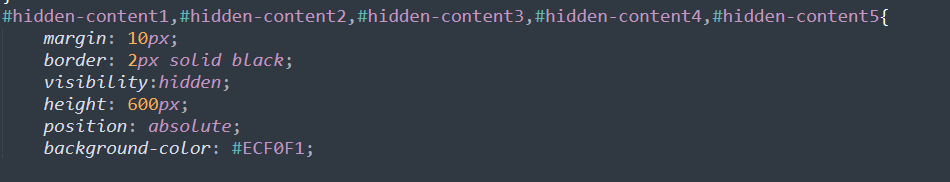 #hidden-content1,#hidden-content2,#hidden-content3,#hidden-content4,#hidden-content5{
margin: 10px;
border: 2px solid black;
visibility:hidden;
height: 600px;
position: absolute;
background-color: #ECF0F1;